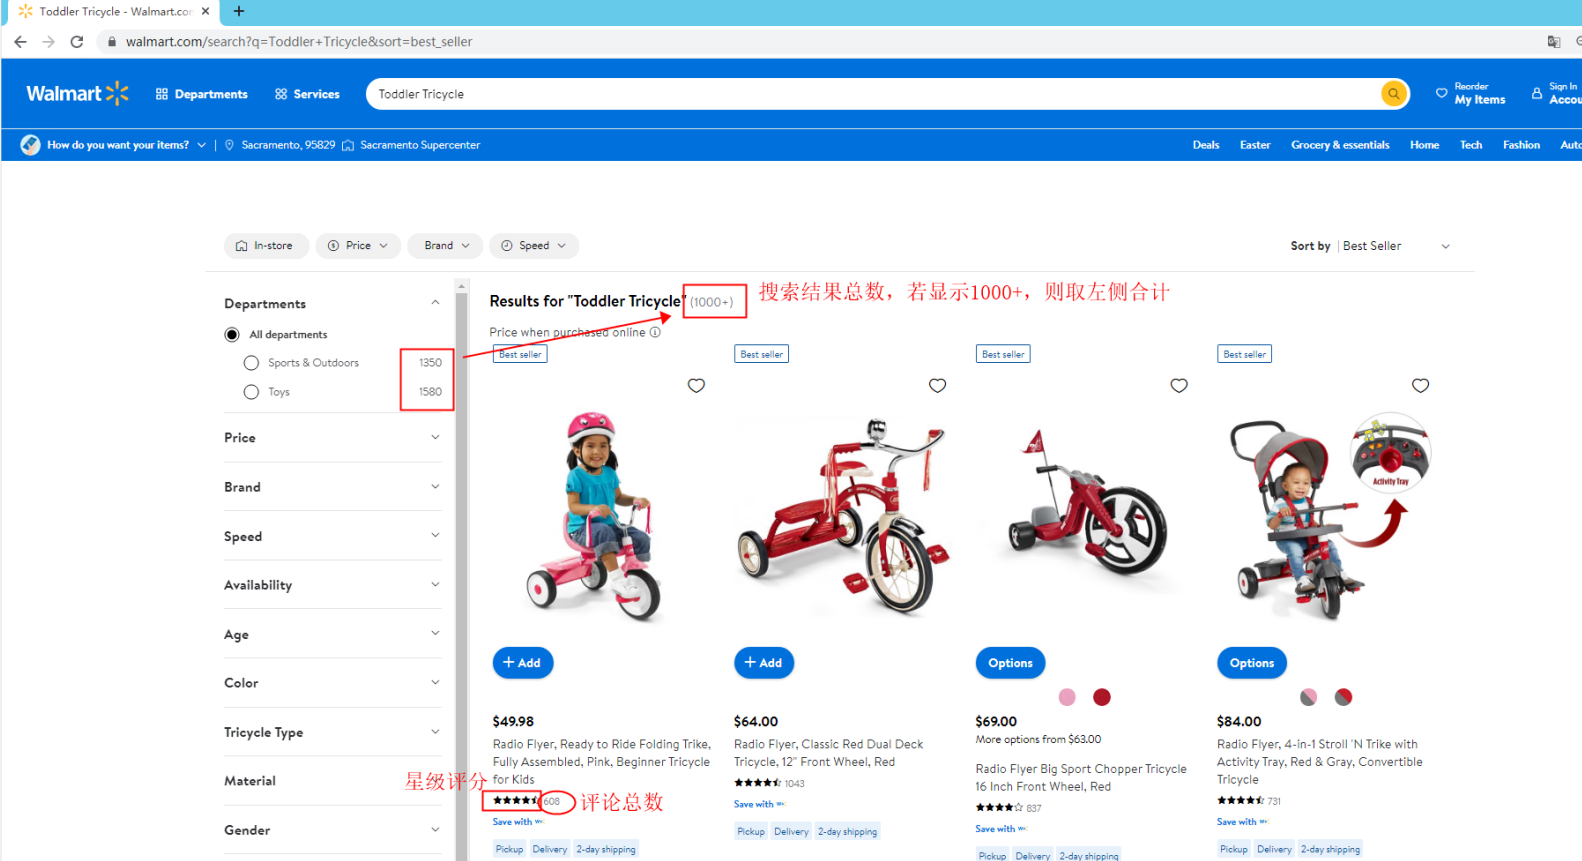 Toddler Tricycle - Walmart.com
walmart.com/search?q=Toddler+Tricycle&sort=best_seller
Walmart
Departments
Services
Toddler Tricycle
Reorder
My Items
Sign In
How do you want your items?
Sacramento, 95829
Sacramento Supercenter
Deals
Easter
Grocery & essentials
Home
Tech
Fashion
In-store
Price
Brand
Speed
Sort by | Best Seller
Departments
All departments
Sports & Outdoors 1350
Toys 1580
Price
Brand
Speed
Availability
Age
Color
Tricycle Type
Material
Gender
Results for "Toddler Tricycle" (1000+)
搜索结果总数，若显示1000+，则取左侧合计
Price when purchased online
Best seller
Best seller
Best seller
Best seller
Activity Tray
+ Add
+ Add
Options
Options
$49.98
Radio Flyer, Ready to Ride Folding Trike,
Fully Assembled, Pink, Beginner Tricycle
for Kids
星级评分
608
评论总数
Save with W+
Pickup
Delivery
2-day shipping
$64.00
Radio Flyer, Classic Red Dual Deck
Tricycle, 12" Front Wheel, Red
1043
Save with W+
Pickup
Delivery
2-day shipping
$69.00
More options from $63.00
Radio Flyer Big Sport Chopper Tricycle
16 Inch Front Wheel, Red
837
Save with W+
Pickup
Delivery
2-day shipping
$84.00
Radio Flyer, 4-in-1 Stroll 'N Trike with
Activity Tray, Red & Gray, Convertible
Tricycle
731
Save with W+
Pickup
Delivery
2-day shipping